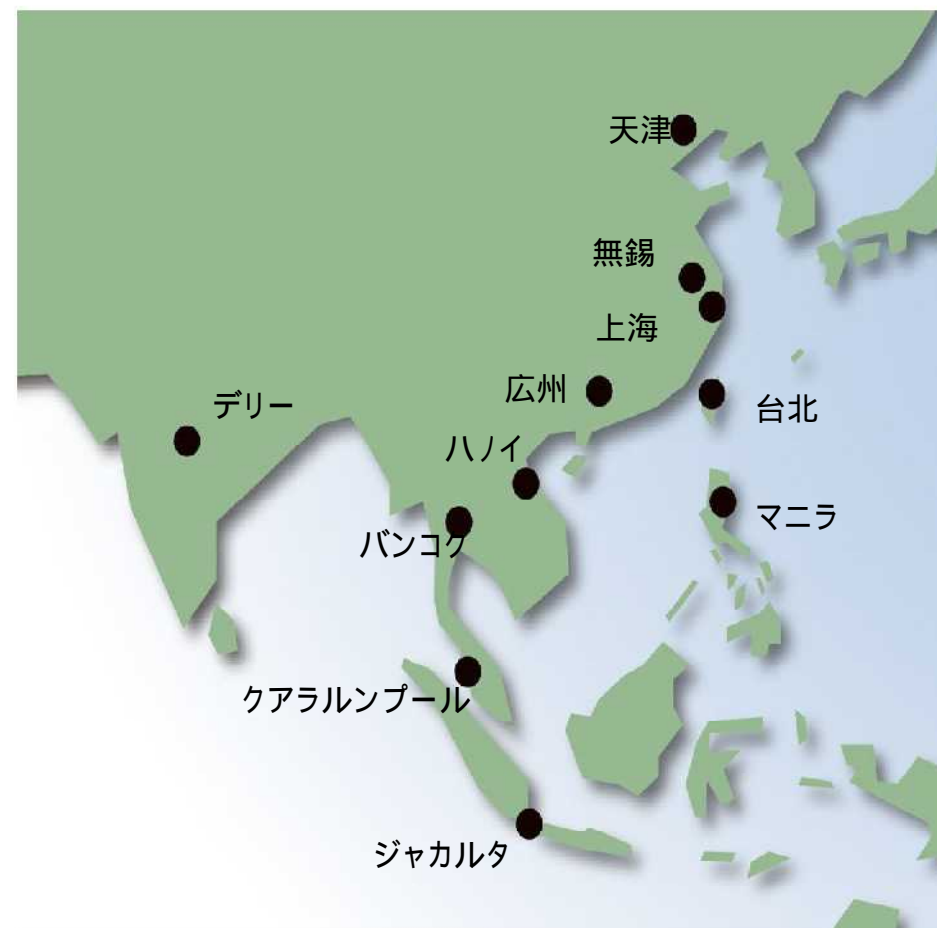 天津
無錫
上海
広州
デリー
台北
ハノイ
マニラ
バンコク
クアラルンプール
ジャカルタ